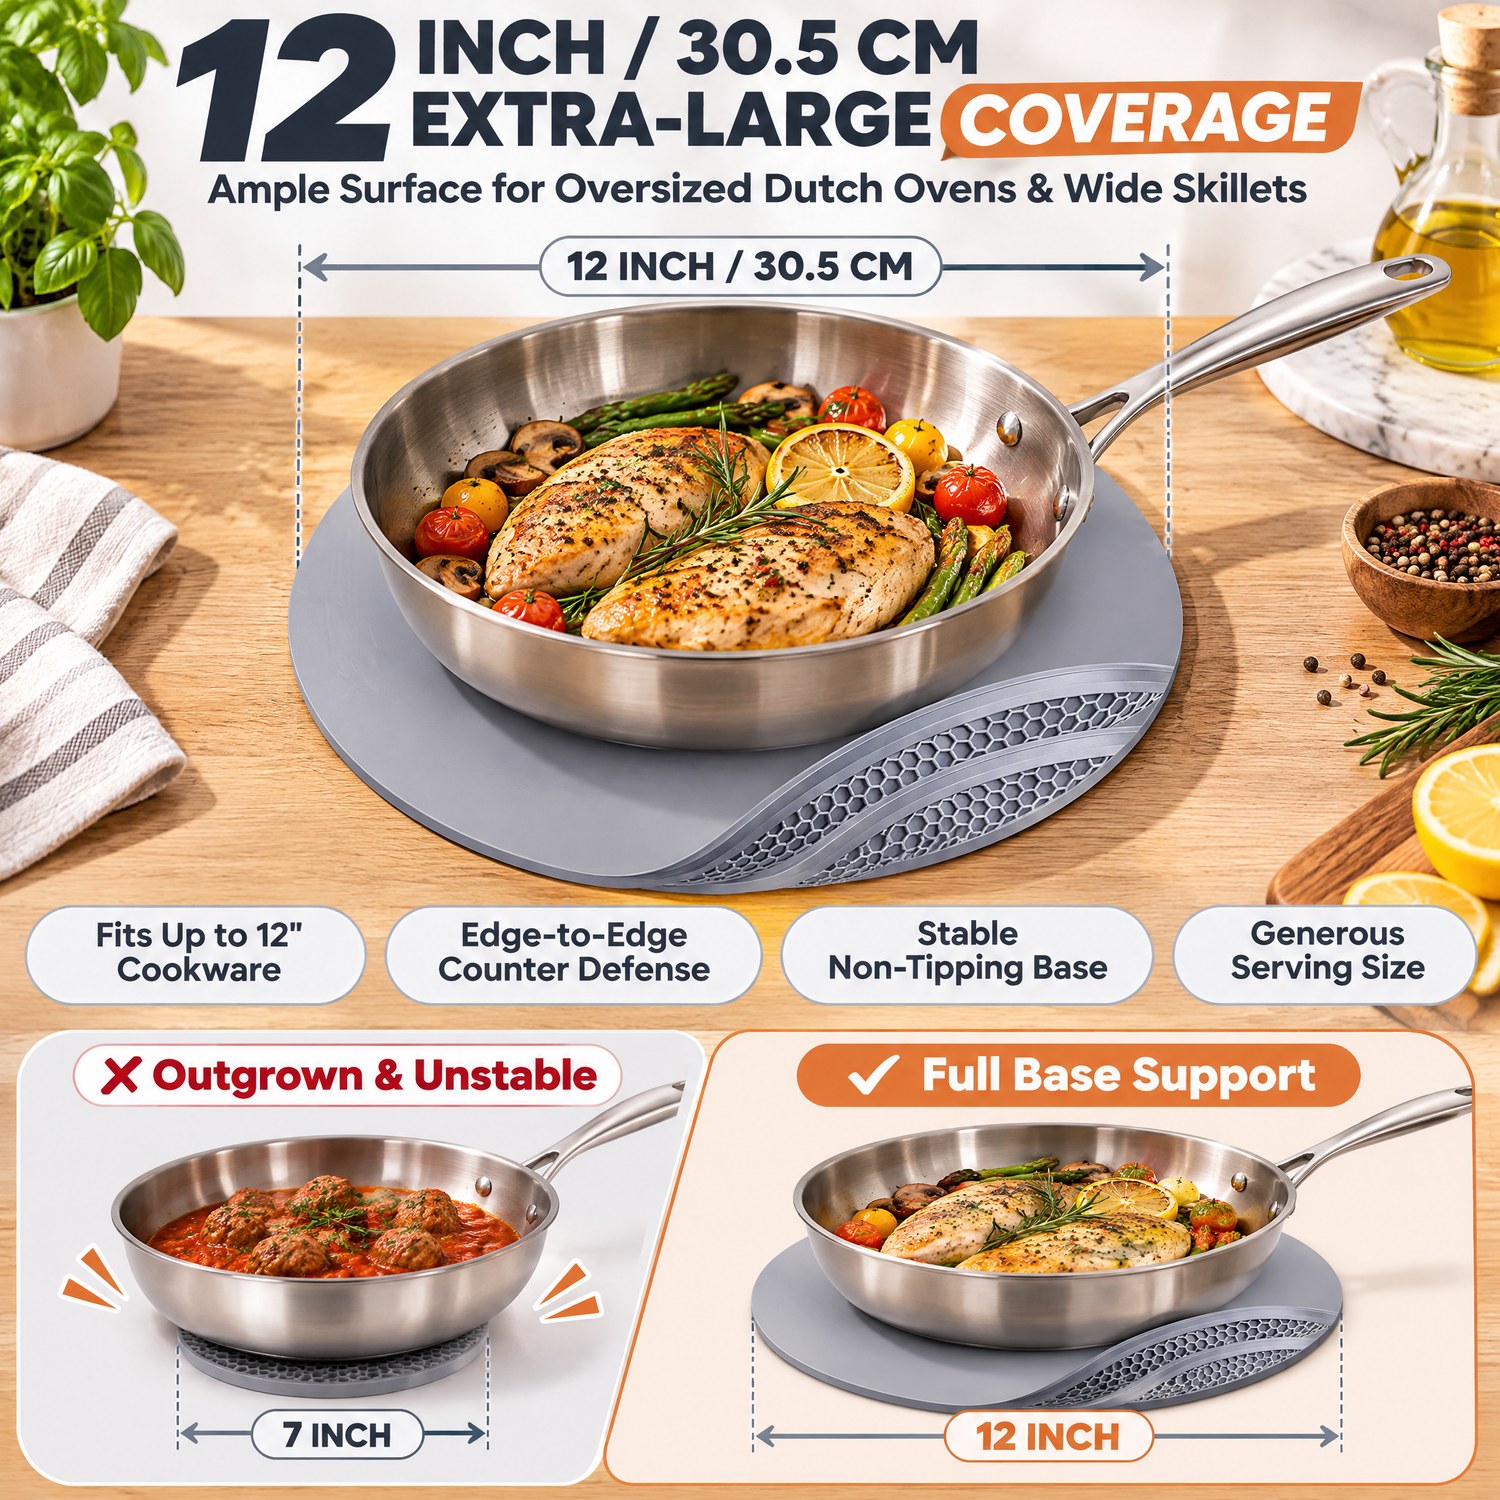 12 INCH / 30.5 CM
EXTRA-LARGE COVERAGE
Ample Surface for Oversized Dutch Ovens & Wide Skillets
12 INCH / 30.5 CM
Fits Up to 12"
Cookware
Edge-to-Edge
Counter Defense
Stable
Non-Tipping Base
Generous
Serving Size
Outgrown & Unstable
7 INCH
Full Base Support
12 INCH